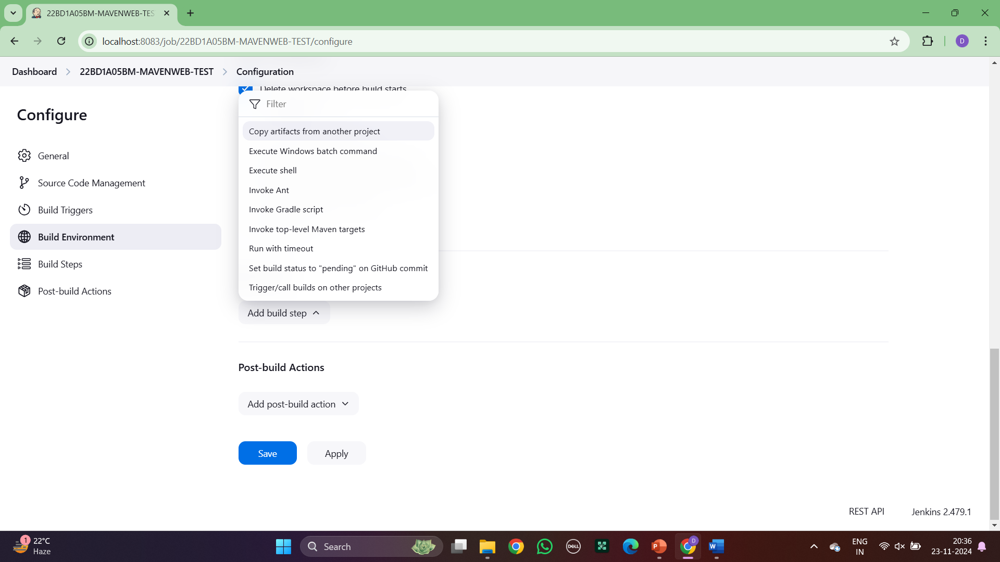 22BD1A05BM-MAVENWEB-TES
localhost:8083/job/22BD1A05BM-MAVENWEB-TEST/configure
D
Dashboard
22BD1A05BM-MAVENWEB-TEST
Configuration
Configure
General
Source Code Management
Build Triggers
Build Environment
Build Steps
Post-build Actions
Delete workspace before build starts
Filter
Copy artifacts from another project
Execute Windows batch command
Execute shell
Invoke Ant
Invoke Gradle script
Invoke top-level Maven targets
Run with timeout
Set build status to "pending" on GitHub commit
Trigger/call builds on other projects
Add build step
Post-build Actions
Add post-build action
Save
Apply
REST API
Jenkins 2.479.1
1
22°C
Haze
Search
DELL
P
D
W
ENG
IN
20:36
23-11-2024